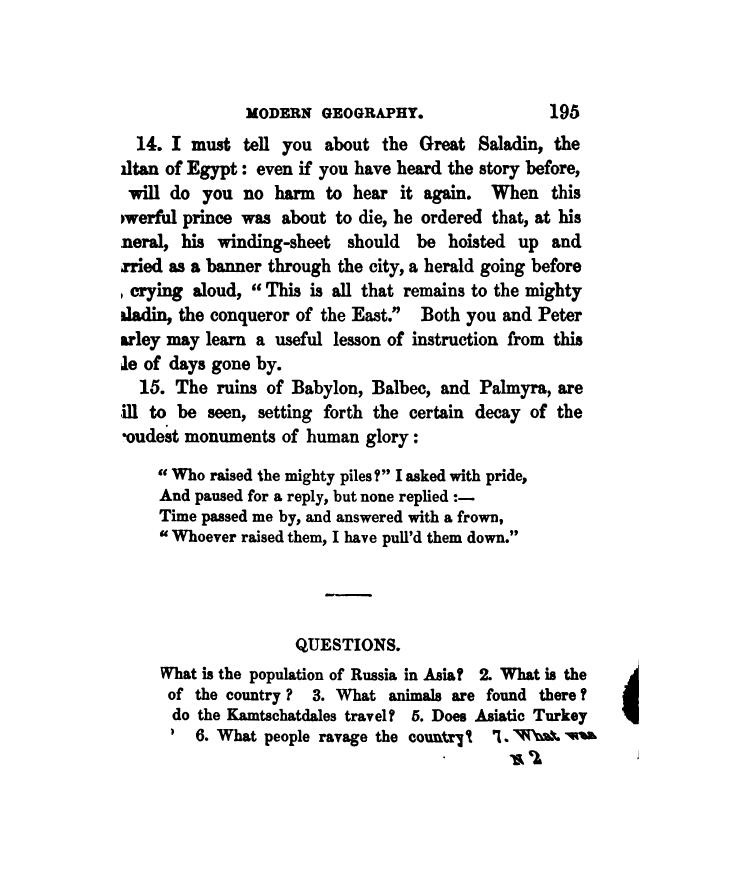 MODERN GEOGRAPHY. 195
14. I must tell you about the Great Saladin, the
ltan of Egypt: even if you have heard the story before,
will do you no harm to hear it again. When this
werful prince was about to die, he ordered that, at his
neral, his winding-sheet should be hoisted up and
rried as a banner through the city, a herald going before
, crying aloud, “This is all that remains to the mighty
ladin, the conqueror of the East.” Both you and Peter
arley may learn a useful lesson of instruction from this
le of days gone by.
15. The ruins of Babylon, Balbec, and Palmyra, are
ill to be seen, setting forth the certain decay of the
oudest monuments of human glory:
“Who raised the mighty piles?” I asked with pride,
And paused for a reply, but none replied:—
Time passed me by, and answered with a frown,
“Whoever raised them, I have pull’d them down.”
QUESTIONS.
What is the population of Russia in Asia? 2. What is the
of the country? 3. What animals are found there?
do the Kamtschatdales travel? 5. Does Asiatic Turkey
6. What people ravage the country? 7. What was
N 2